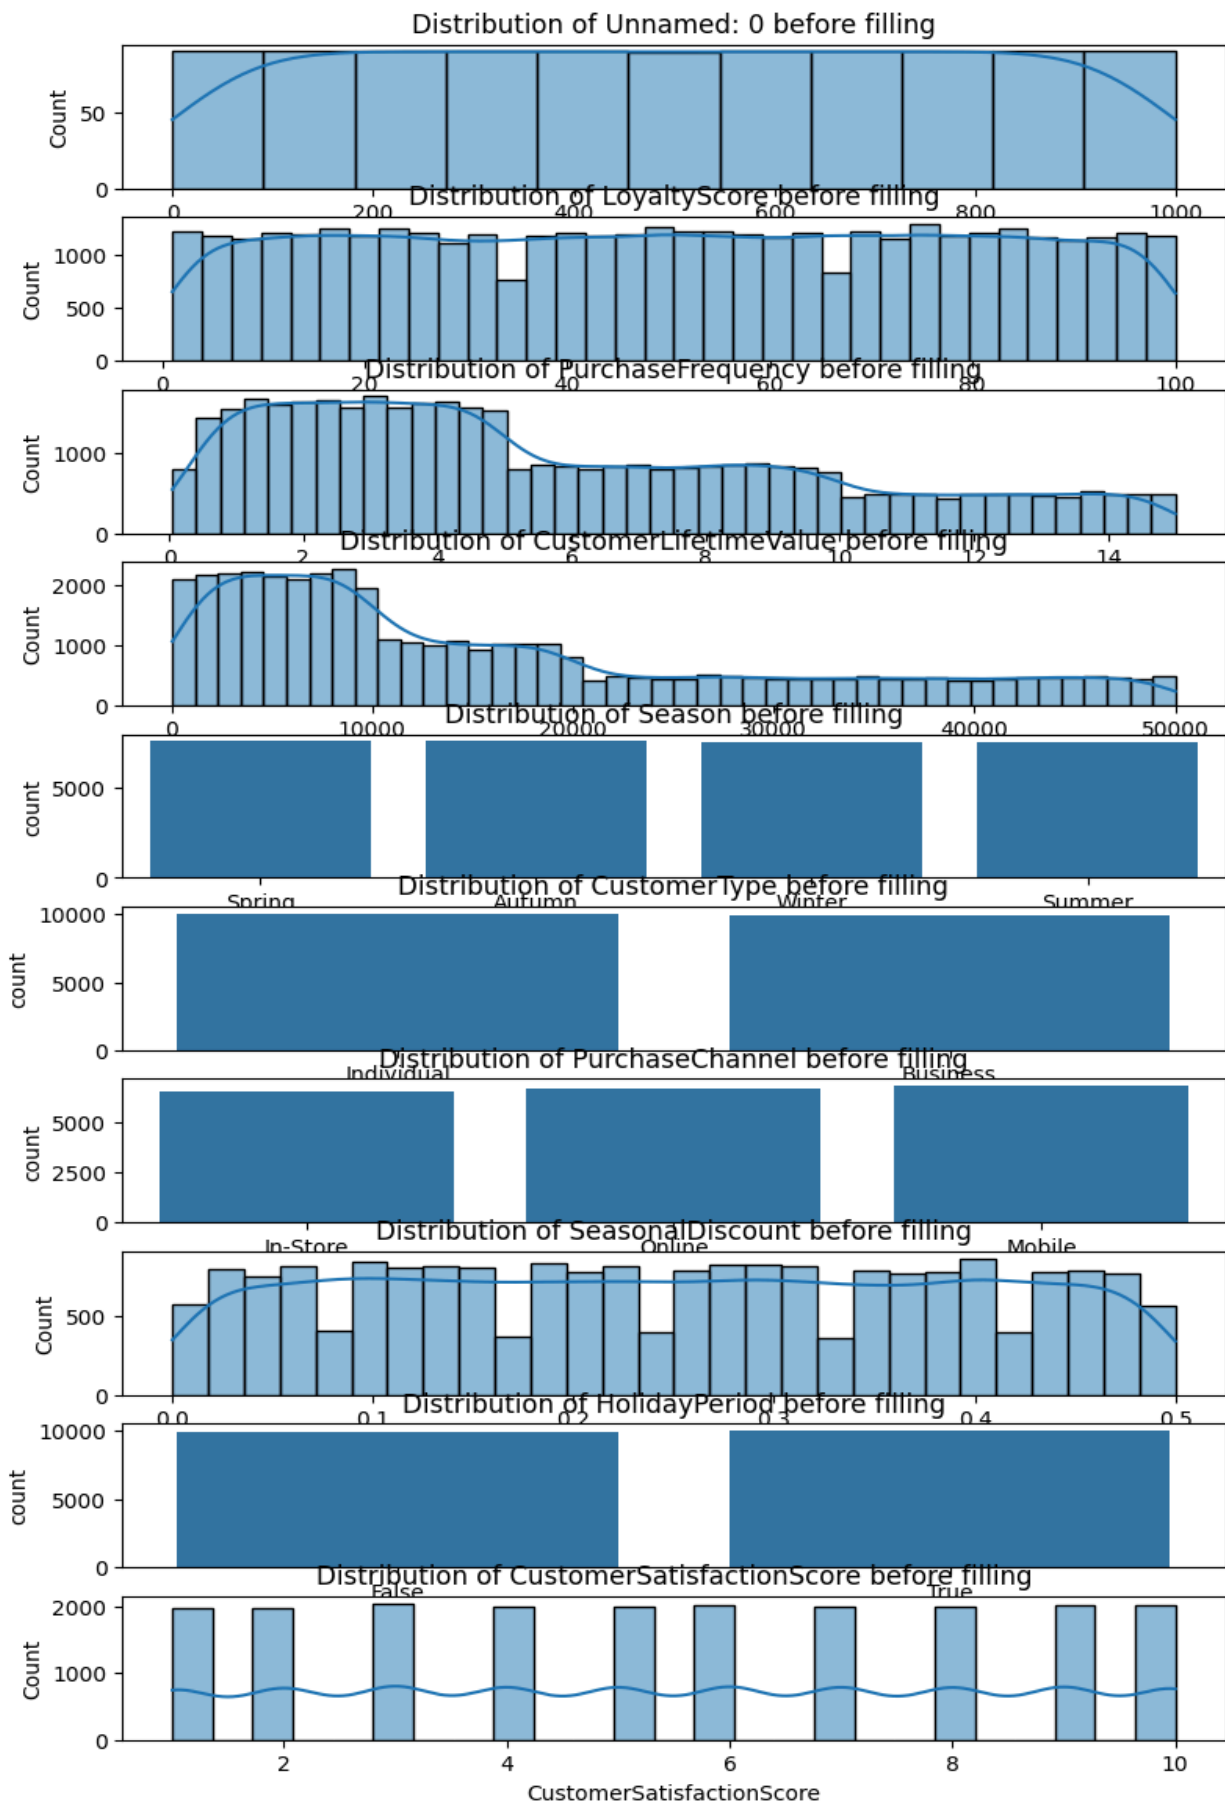 Distribution of Unnamed: 0 before filling
Count
50
0
0 200 400 600 800 1000
Distribution of LoyaltyScore before filling
Count
1000
500
0
0 20 40 60 80 100
Distribution of PurchaseFrequency before filling
Count
1000
0
0 2 4 6 8 10 12 14
Distribution of CustomerLifetimeValue before filling
Count
2000
1000
0
0 10000 20000 30000 40000 50000
Distribution of Season before filling
count
5000
0
Spring Autumn Winter Summer
Distribution of CustomerType before filling
count
10000
5000
0
Individual Business
Distribution of PurchaseChannel before filling
count
5000
2500
0
In-Store Online Mobile
Distribution of SeasonalDiscount before filling
Count
500
0
0.0 0.1 0.2 0.3 0.4 0.5
Distribution of HolidayPeriod before filling
count
10000
5000
0
False True
Distribution of CustomerSatisfactionScore before filling
Count
2000
1000
0
2 4 6 8 10
CustomerSatisfactionScore